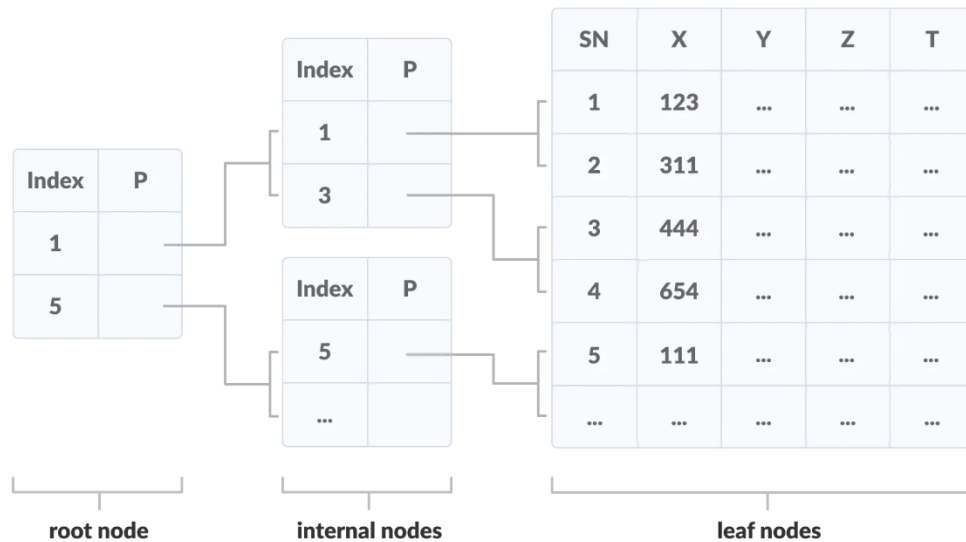 Index P
1
5
Index P
1
3
Index P
5
...
SN X Y Z T
1 123 ... ... ...
2 311 ... ... ...
3 444 ... ... ...
4 654 ... ... ...
5 111 ... ... ...
... ... ... ... ...
root node
internal nodes
leaf nodes